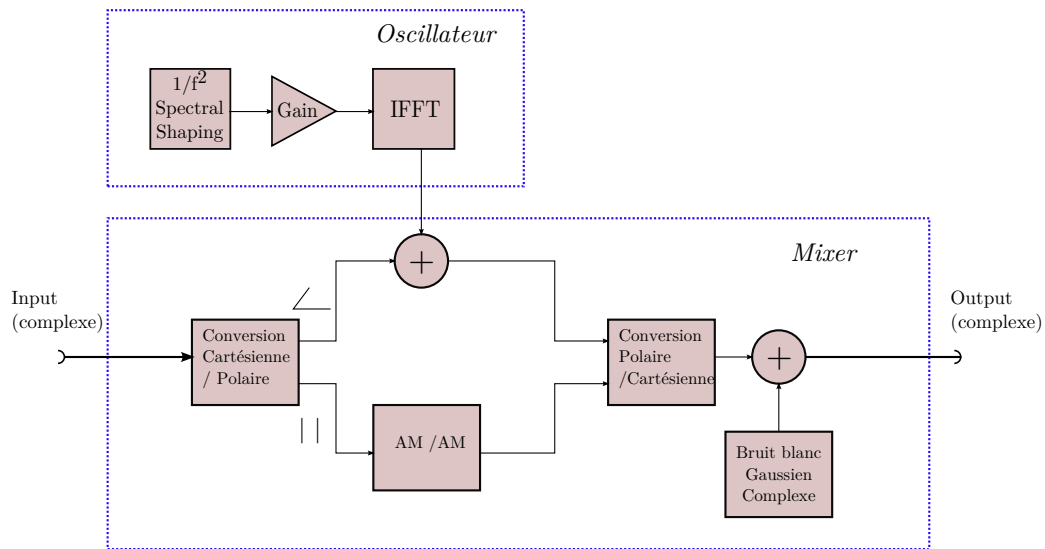 Oscillateur
1/f²
Spectral
Shaping
Gain
IFFT
Mixer
+
Input
(complexe)
Output
(complexe)
Conversion
Cartésienne
/ Polaire
∠
| |
AM /AM
Conversion
Polaire
/Cartésienne
+
Bruit blanc
Gaussien
Complexe